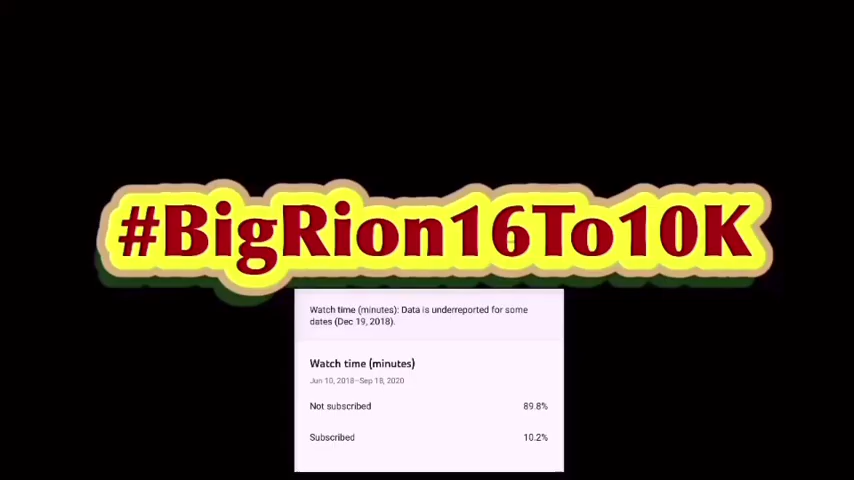 #BigRion16To10K
Watch time (minutes): Data is underreported for some
dates (Dec 19, 2018).
Watch time (minutes)
Jun 10, 2018–Sep 18, 2020
Not subscribed 89.8%
Subscribed 10.2%